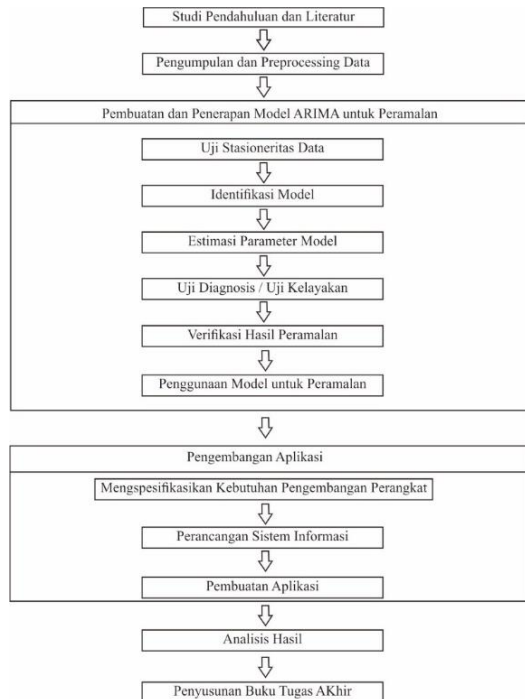 Studi Pendahuluan dan Literatur
Pengumpulan dan Preprocessing Data
Pembuatan dan Penerapan Model ARIMA untuk Peramalan
Uji Stasioneritas Data
Identifikasi Model
Estimasi Parameter Model
Uji Diagnosis / Uji Kelayakan
Verifikasi Hasil Peramalan
Penggunaan Model untuk Peramalan
Pengembangan Aplikasi
Mengspesifikasikan Kebutuhan Pengembangan Perangkat
Perancangan Sistem Informasi
Pembuatan Aplikasi
Analisis Hasil
Penyusunan Buku Tugas AKhir